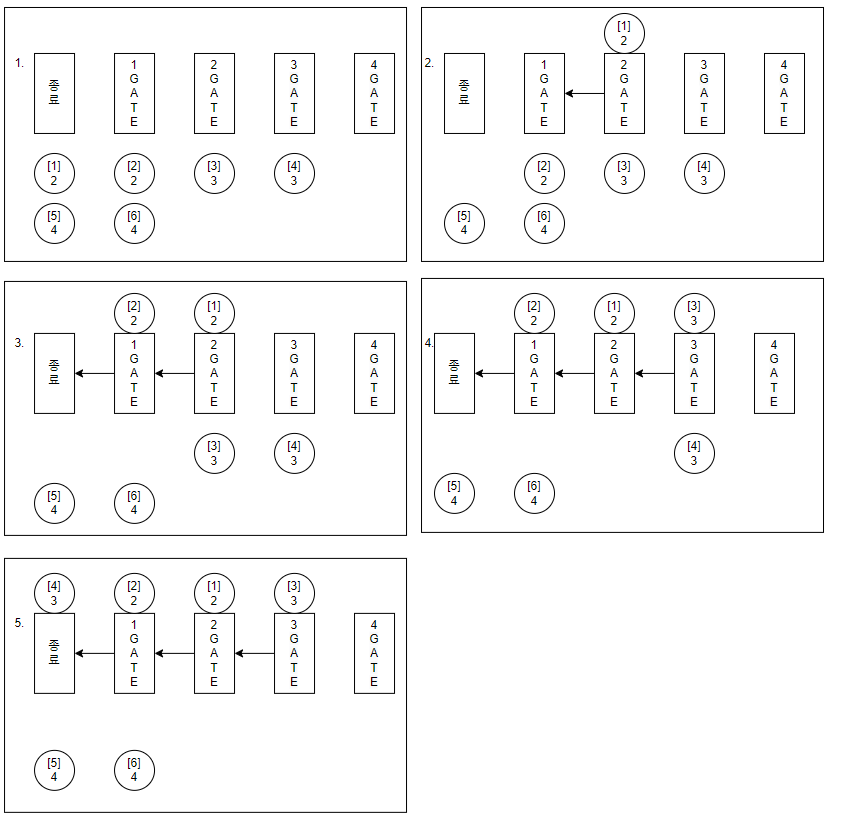 1.
종료
1 GATE
2 GATE
3 GATE
4 GATE
[1] 2
[2] 2
[3] 3
[4] 3
[5] 4
[6] 4
2.
[1] 2
종료
1 GATE
2 GATE
3 GATE
4 GATE
[2] 2
[3] 3
[4] 3
[5] 4
[6] 4
3.
[2] 2
[1] 2
종료
1 GATE
2 GATE
3 GATE
4 GATE
[3] 3
[4] 3
[5] 4
[6] 4
4.
[2] 2
[1] 2
[3] 3
종료
1 GATE
2 GATE
3 GATE
4 GATE
[4] 3
[5] 4
[6] 4
5.
[4] 3
[2] 2
[1] 2
[3] 3
종료
1 GATE
2 GATE
3 GATE
4 GATE
[5] 4
[6] 4